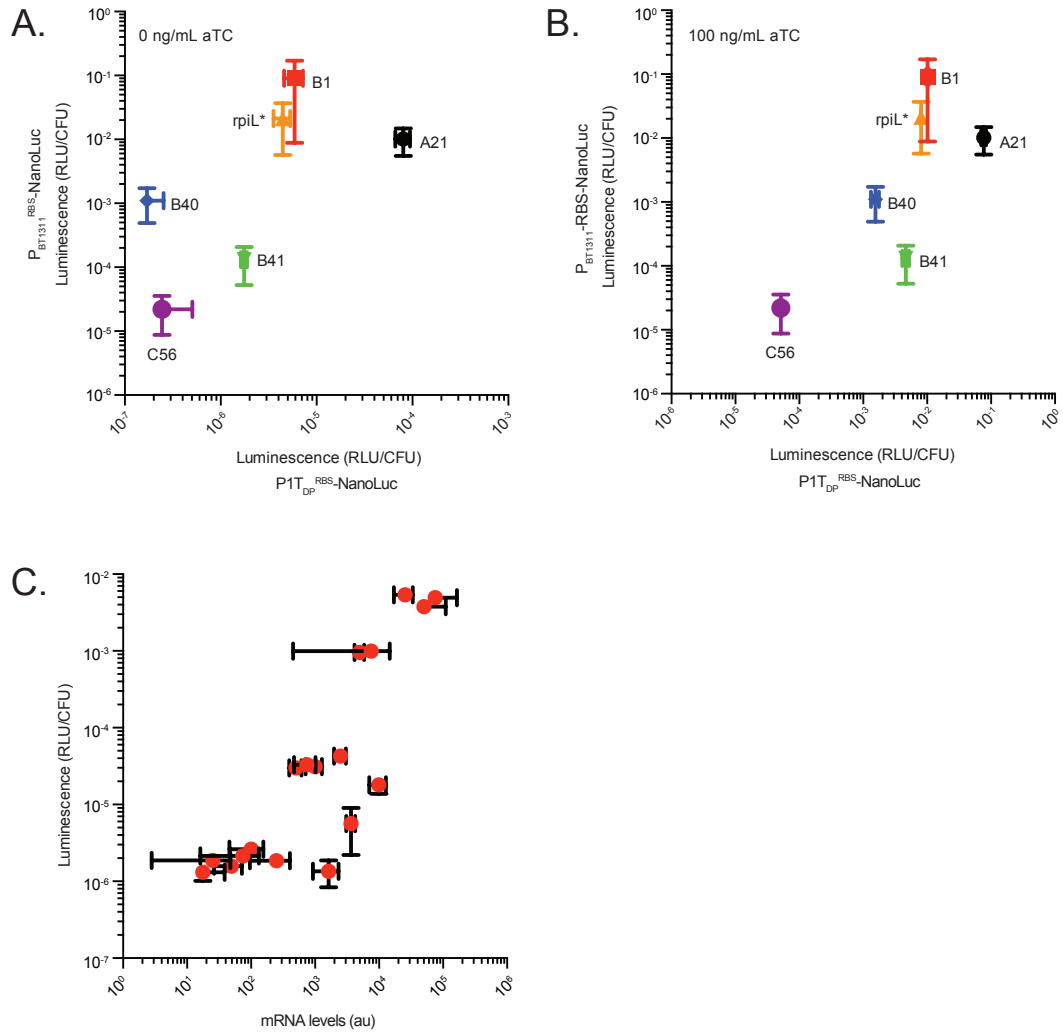 A.
0 ng/mL aTC
P_BT1311^RBS-NanoLuc
Luminescence (RLU/CFU)
10^0
10^-1
10^-2
10^-3
10^-4
10^-5
10^-6
B1
rpiL*
A21
B40
B41
C56
10^-7
10^-6
10^-5
10^-4
10^-3
Luminescence (RLU/CFU)
P1T_DP^RBS-NanoLuc
B.
100 ng/mL aTC
P_BT1311-RBS-NanoLuc
Luminescence (RLU/CFU)
10^0
10^-1
10^-2
10^-3
10^-4
10^-5
10^-6
B1
rpiL*
A21
B40
B41
C56
10^-6
10^-5
10^-4
10^-3
10^-2
10^-1
10^0
Luminescence (RLU/CFU)
P1T_DP^RBS-NanoLuc
C.
Luminescence (RLU/CFU)
10^-2
10^-3
10^-4
10^-5
10^-6
10^-7
10^0
10^1
10^2
10^3
10^4
10^5
10^6
mRNA levels (au)